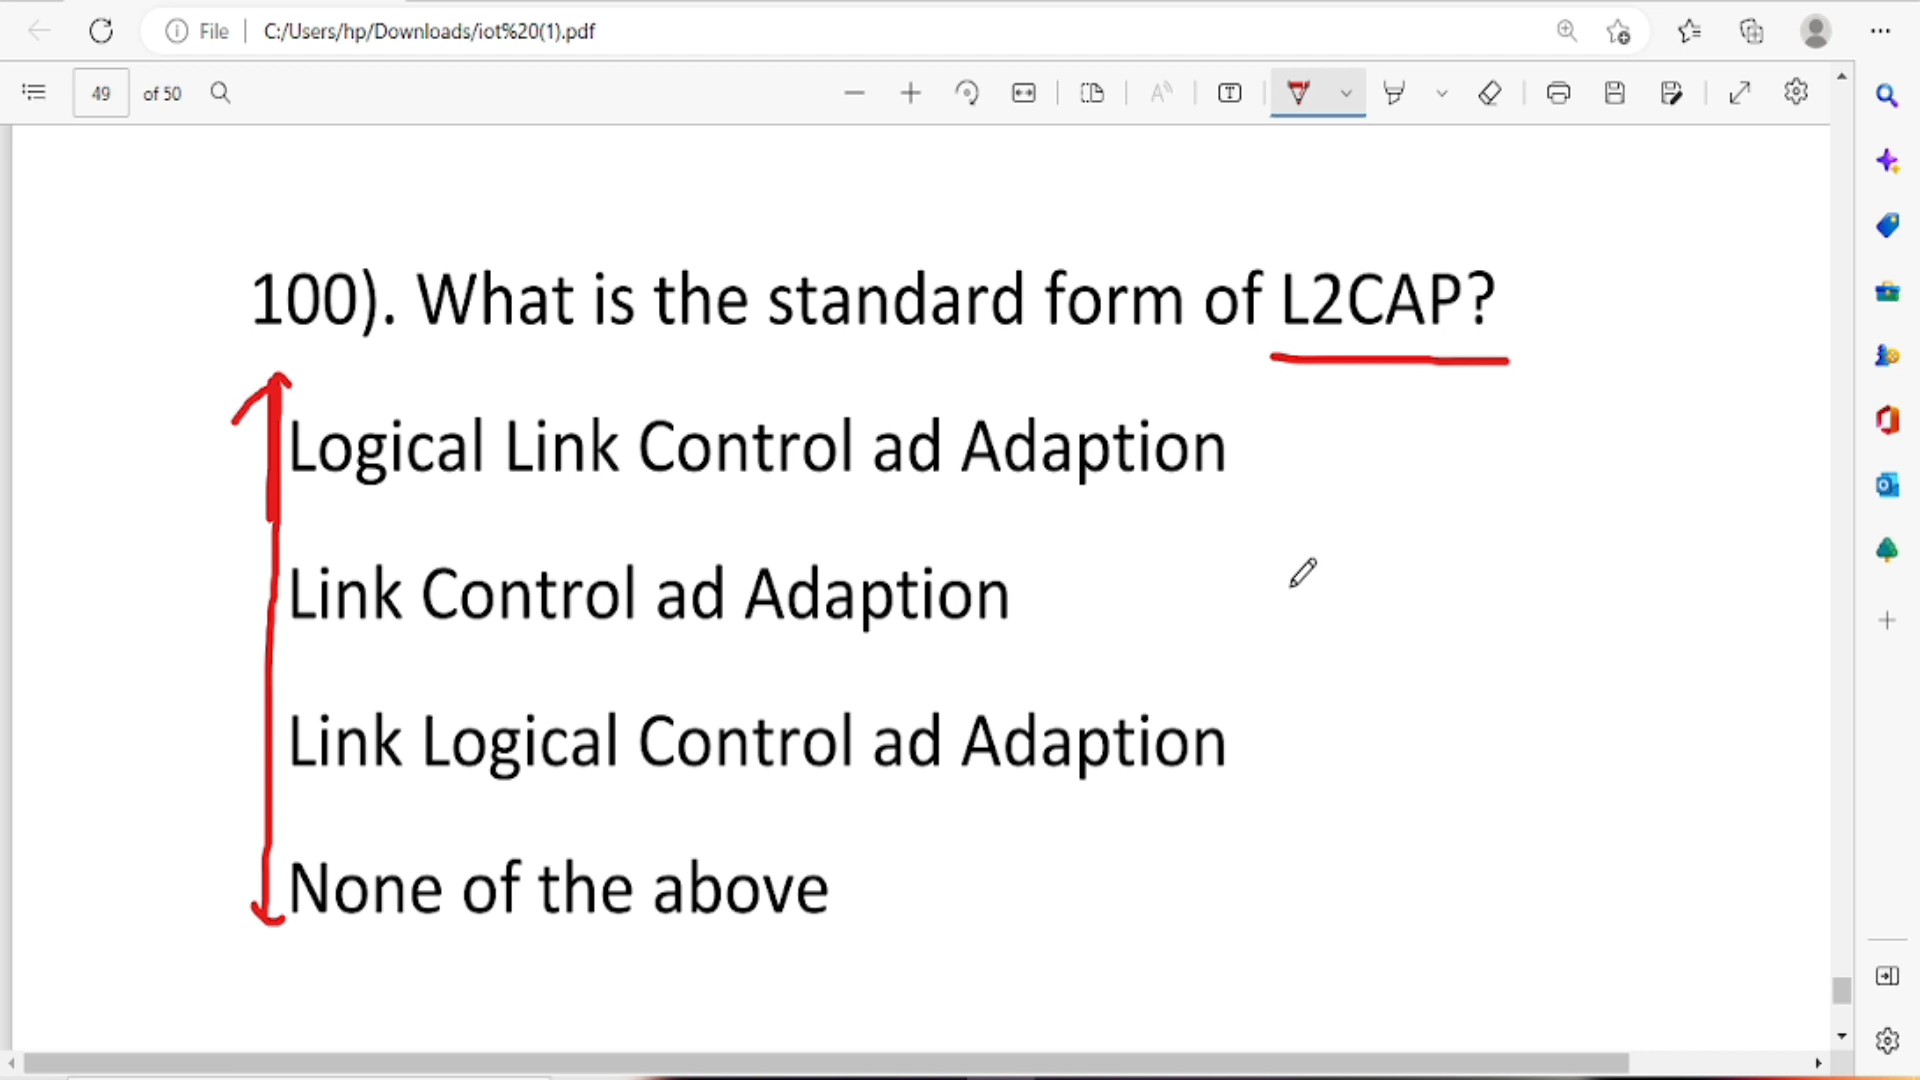 File
C:/Users/hp/Downloads/iot%20(1).pdf
49 of 50
100). What is the standard form of L2CAP?
Logical Link Control ad Adaption
Link Control ad Adaption
Link Logical Control ad Adaption
None of the above